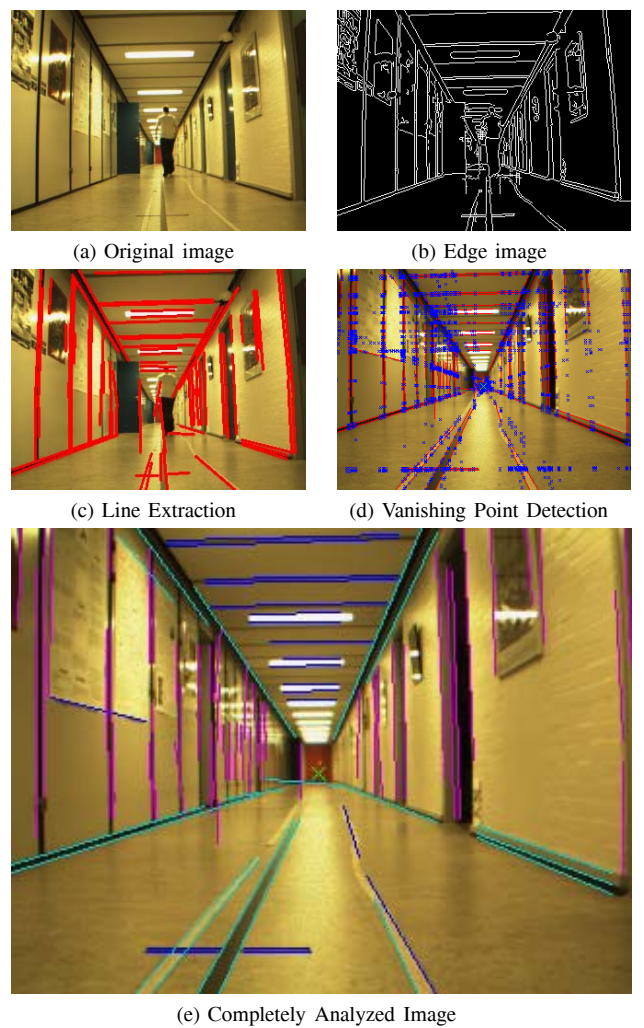 (a) Original image
(b) Edge image
(c) Line Extraction
(d) Vanishing Point Detection
(e) Completely Analyzed Image